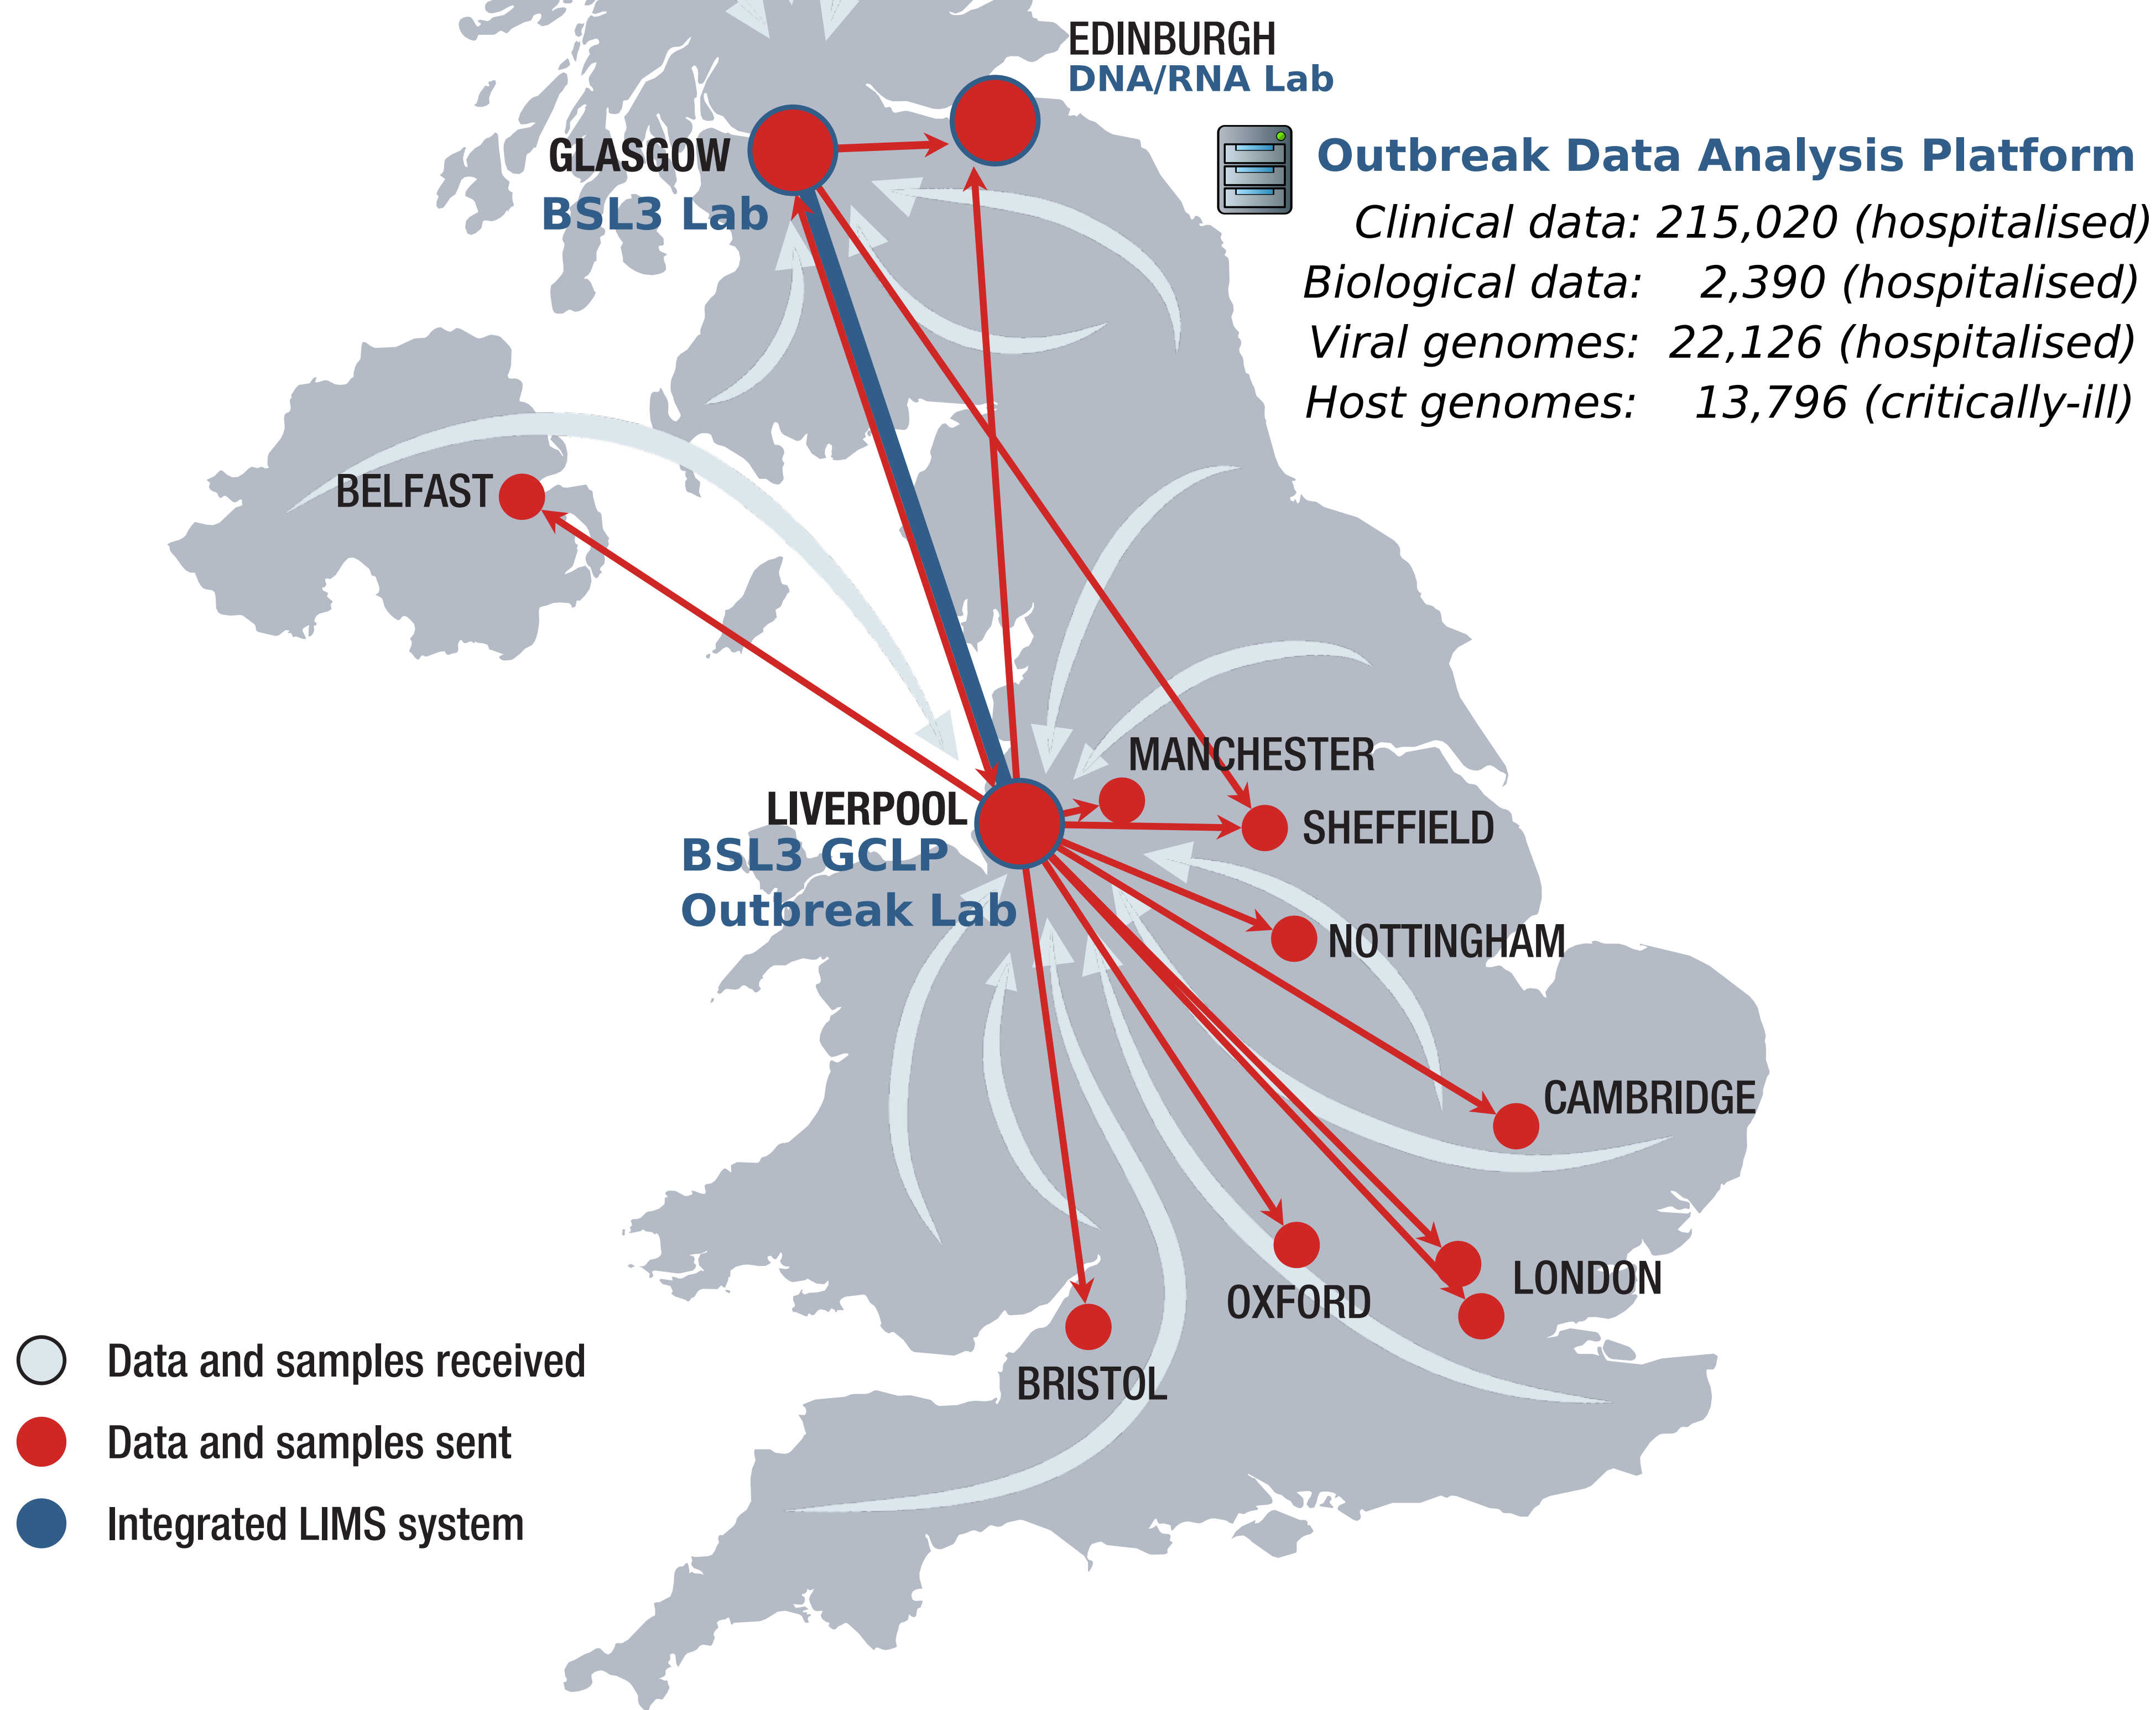 EDINBURGH
DNA/RNA Lab
GLASGOW
BSL3 Lab
Outbreak Data Analysis Platform
Clinical data: 215,020 (hospitalised)
Biological data: 2,390 (hospitalised)
Viral genomes: 22,126 (hospitalised)
Host genomes: 13,796 (critically-ill)
BELFAST
MANCHESTER
LIVERPOOL
BSL3 GCLP
Outbreak Lab
SHEFFIELD
NOTTINGHAM
CAMBRIDGE
LONDON
OXFORD
BRISTOL
Data and samples received
Data and samples sent
Integrated LIMS system